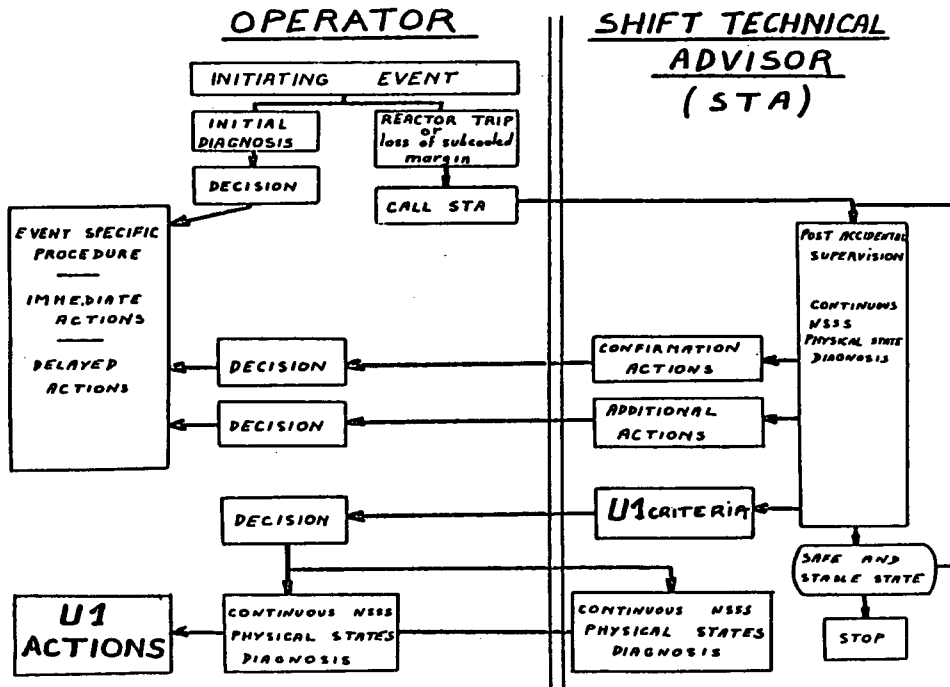 OPERATOR
SHIFT TECHNICAL
ADVISOR
(STA)
INITIATING EVENT
INITIAL
DIAGNOSIS
REACTOR TRIP
or
loss of subcooled
margin
DECISION
CALL STA
EVENT SPECIFIC
PROCEDURE
IMMEDIATE
ACTIONS
DELAYED
ACTIONS
POST ACCIDENTAL
SUPERVISION
CONTINUOUS
NSSS
PHYSICAL STATE
DIAGNOSIS
DECISION
CONFIRMATION
ACTIONS
DECISION
ADDITIONAL
ACTIONS
DECISION
U1 CRITERIA
SAFE AND
STABLE STATE
STOP
U1
ACTIONS
CONTINUOUS NSSS
PHYSICAL STATES
DIAGNOSIS
CONTINUOUS NSSS
PHYSICAL STATES
DIAGNOSIS